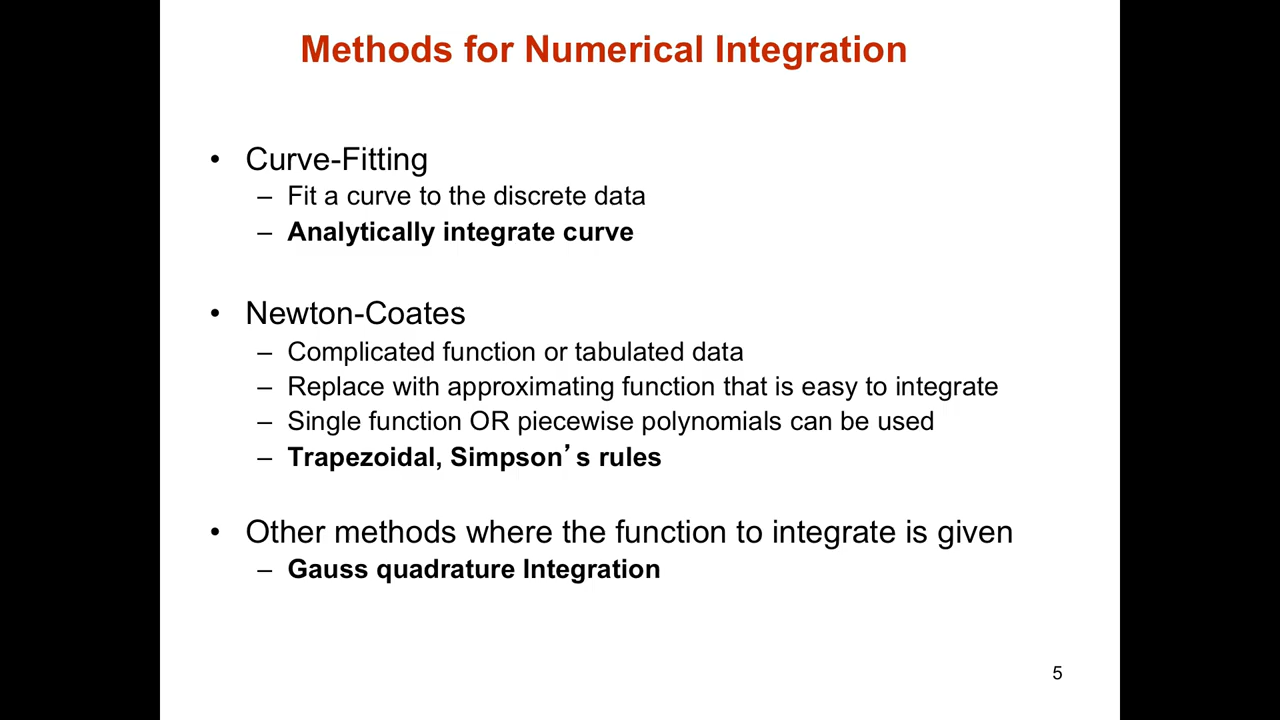 Methods for Numerical Integration
• Curve-Fitting
– Fit a curve to the discrete data
– Analytically integrate curve
• Newton-Coates
– Complicated function or tabulated data
– Replace with approximating function that is easy to integrate
– Single function OR piecewise polynomials can be used
– Trapezoidal, Simpson’s rules
• Other methods where the function to integrate is given
– Gauss quadrature Integration
5